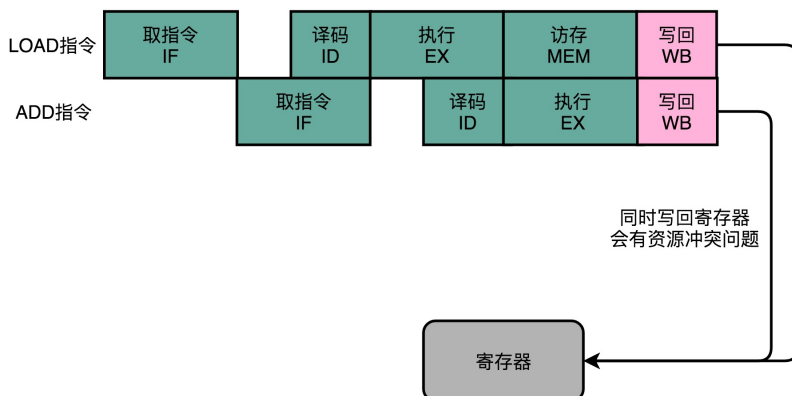 LOAD指令
取指令
IF
译码
ID
执行
EX
访存
MEM
写回
WB
ADD指令
取指令
IF
译码
ID
执行
EX
写回
WB
同时写回寄存器
会有资源冲突问题
寄存器